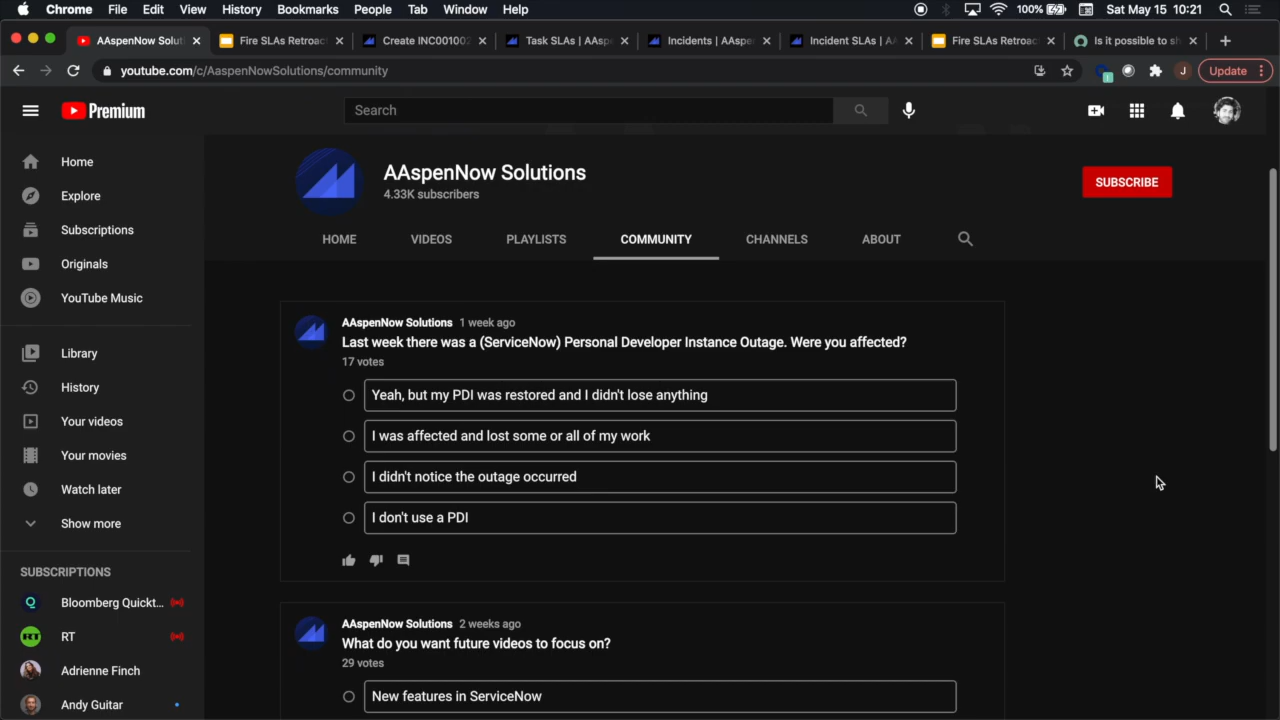 Chrome File Edit View History Bookmarks People Tab Window Help 100% Sat May 15 10:21
AAspenNow Soluti Fire SLAs Retroac Create INC001002 Task SLAs | AAsp Incidents | AAspe Incident SLAs | AA Fire SLAs Retroac Is it possible to sh
youtube.com/c/AaspenNowSolutions/community J Update
Premium Search
Home
Explore
Subscriptions
Originals
YouTube Music
Library
History
Your videos
Your movies
Watch later
Show more
SUBSCRIPTIONS
Bloomberg Quickt...
RT RT
Adrienne Finch
Andy Guitar
AAspenNow Solutions
4.33K subscribers
SUBSCRIBE
HOME VIDEOS PLAYLISTS COMMUNITY CHANNELS ABOUT
AAspenNow Solutions 1 week ago
Last week there was a (ServiceNow) Personal Developer Instance Outage. Were you affected?
17 votes
Yeah, but my PDI was restored and I didn't lose anything
I was affected and lost some or all of my work
I didn't notice the outage occurred
I don't use a PDI
AAspenNow Solutions 2 weeks ago
What do you want future videos to focus on?
29 votes
New features in ServiceNow